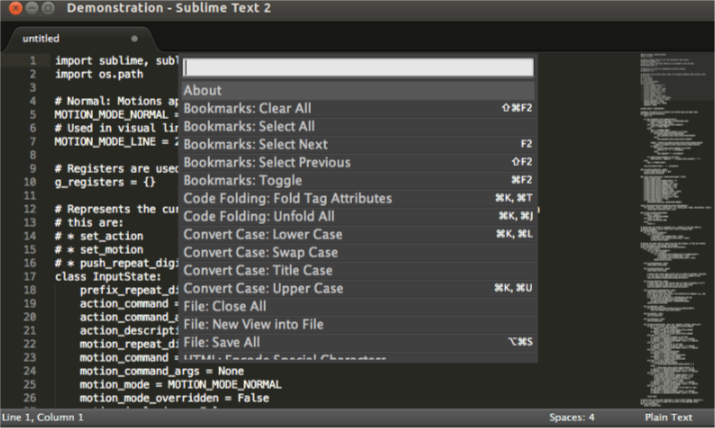 Demonstration - Sublime Text 2
untitled
1 import sublime, subl
2 import os.path
3
4 # Normal: Motions ap
5 MOTION_MODE_NORMAL =
6 # Used in visual lin
7 MOTION_MODE_LINE = 2
8
9 # Registers are used
10 g_registers = {}
11
12 # Represents the cur
13 # this are:
14 # * set_action
15 # * set_motion
16 # * push_repeat_digi
17 class InputState:
18 prefix_repeat_di
19 action_command =
20 action_command_a
21 action_descripti
22 motion_repeat_di
23 motion_command =
24 motion_command_args = None
25 motion_mode = MOTION_MODE_NORMAL
26 motion_mode_overridden = False
About
Bookmarks: Clear All ⇧⌘F2
Bookmarks: Select All
Bookmarks: Select Next F2
Bookmarks: Select Previous ⇧F2
Bookmarks: Toggle ⌘F2
Code Folding: Fold Tag Attributes ⌘K, ⌘T
Code Folding: Unfold All ⌘K, ⌘J
Convert Case: Lower Case ⌘K, ⌘L
Convert Case: Swap Case
Convert Case: Title Case
Convert Case: Upper Case ⌘K, ⌘U
File: Close All
File: New View into File
File: Save All ⌥⌘S
HTML: Encode Special Characters
Line 1, Column 1
Spaces: 4
Plain Text